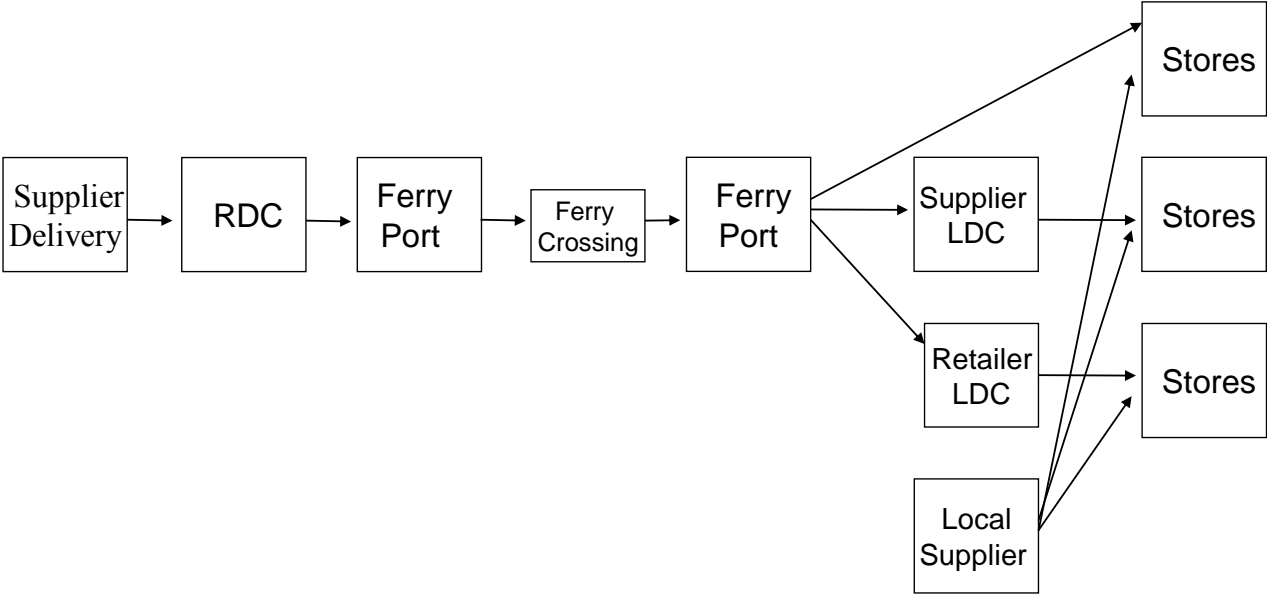 Stores
Supplier
Delivery
RDC
Ferry
Port
Ferry
Crossing
Ferry
Port
Supplier
LDC
Stores
Retailer
LDC
Stores
Local
Supplier